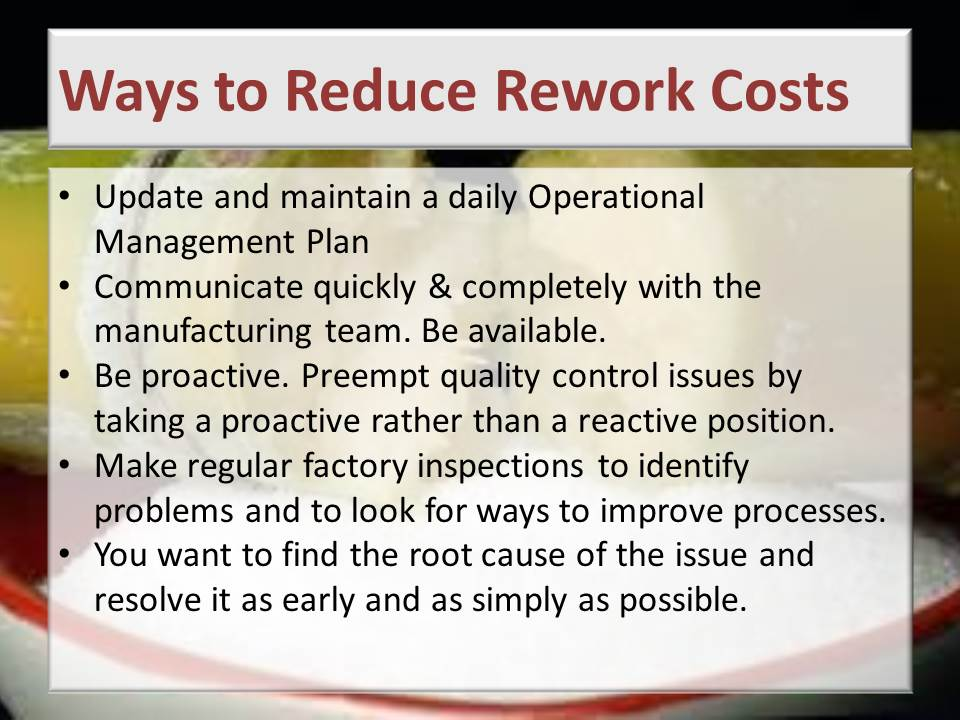 Ways to Reduce Rework Costs
• Update and maintain a daily Operational
Management Plan
• Communicate quickly & completely with the
manufacturing team. Be available.
• Be proactive. Preempt quality control issues by
taking a proactive rather than a reactive position.
• Make regular factory inspections to identify
problems and to look for ways to improve processes.
• You want to find the root cause of the issue and
resolve it as early and as simply as possible.